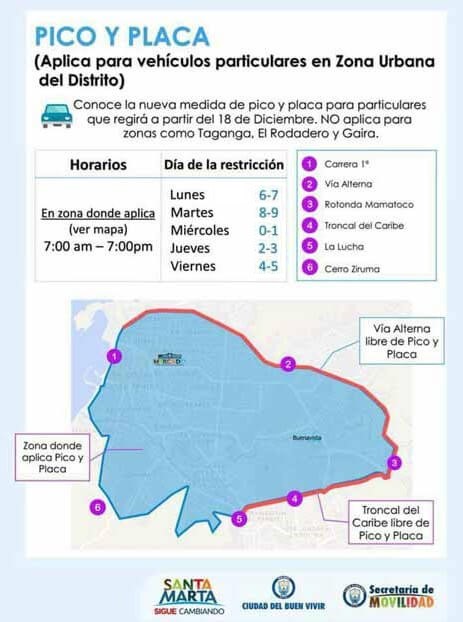 PICO Y PLACA
(Aplica para vehículos particulares en Zona Urbana
del Distrito)
Conoce la nueva medida de pico y placa para particulares
que regirá a partir del 18 de Diciembre. NO aplica para
zonas como Taganga, El Rodadero y Gaira.
Horarios
Día de la restricción
En zona donde aplica
(ver mapa)
7:00 am – 7:00pm
Lunes 6-7
Martes 8-9
Miércoles 0-1
Jueves 2-3
Viernes 4-5
1 Carrera 1ª
2 Vía Alterna
3 Rotonda Mamatoco
4 Troncal del Caribe
5 La Lucha
6 Cerro Ziruma
Vía Alterna
libre de Pico y
Placa
1
2
MERCADO
Buenavista
Zona donde
aplica Pico y
Placa
3
4
5
6
Troncal del
Caribe libre de
Pico y Placa
SANTA
MARTA
SIGUE CAMBIANDO
CIUDAD DEL BUEN VIVIR
Secretaría de
MOVILIDAD